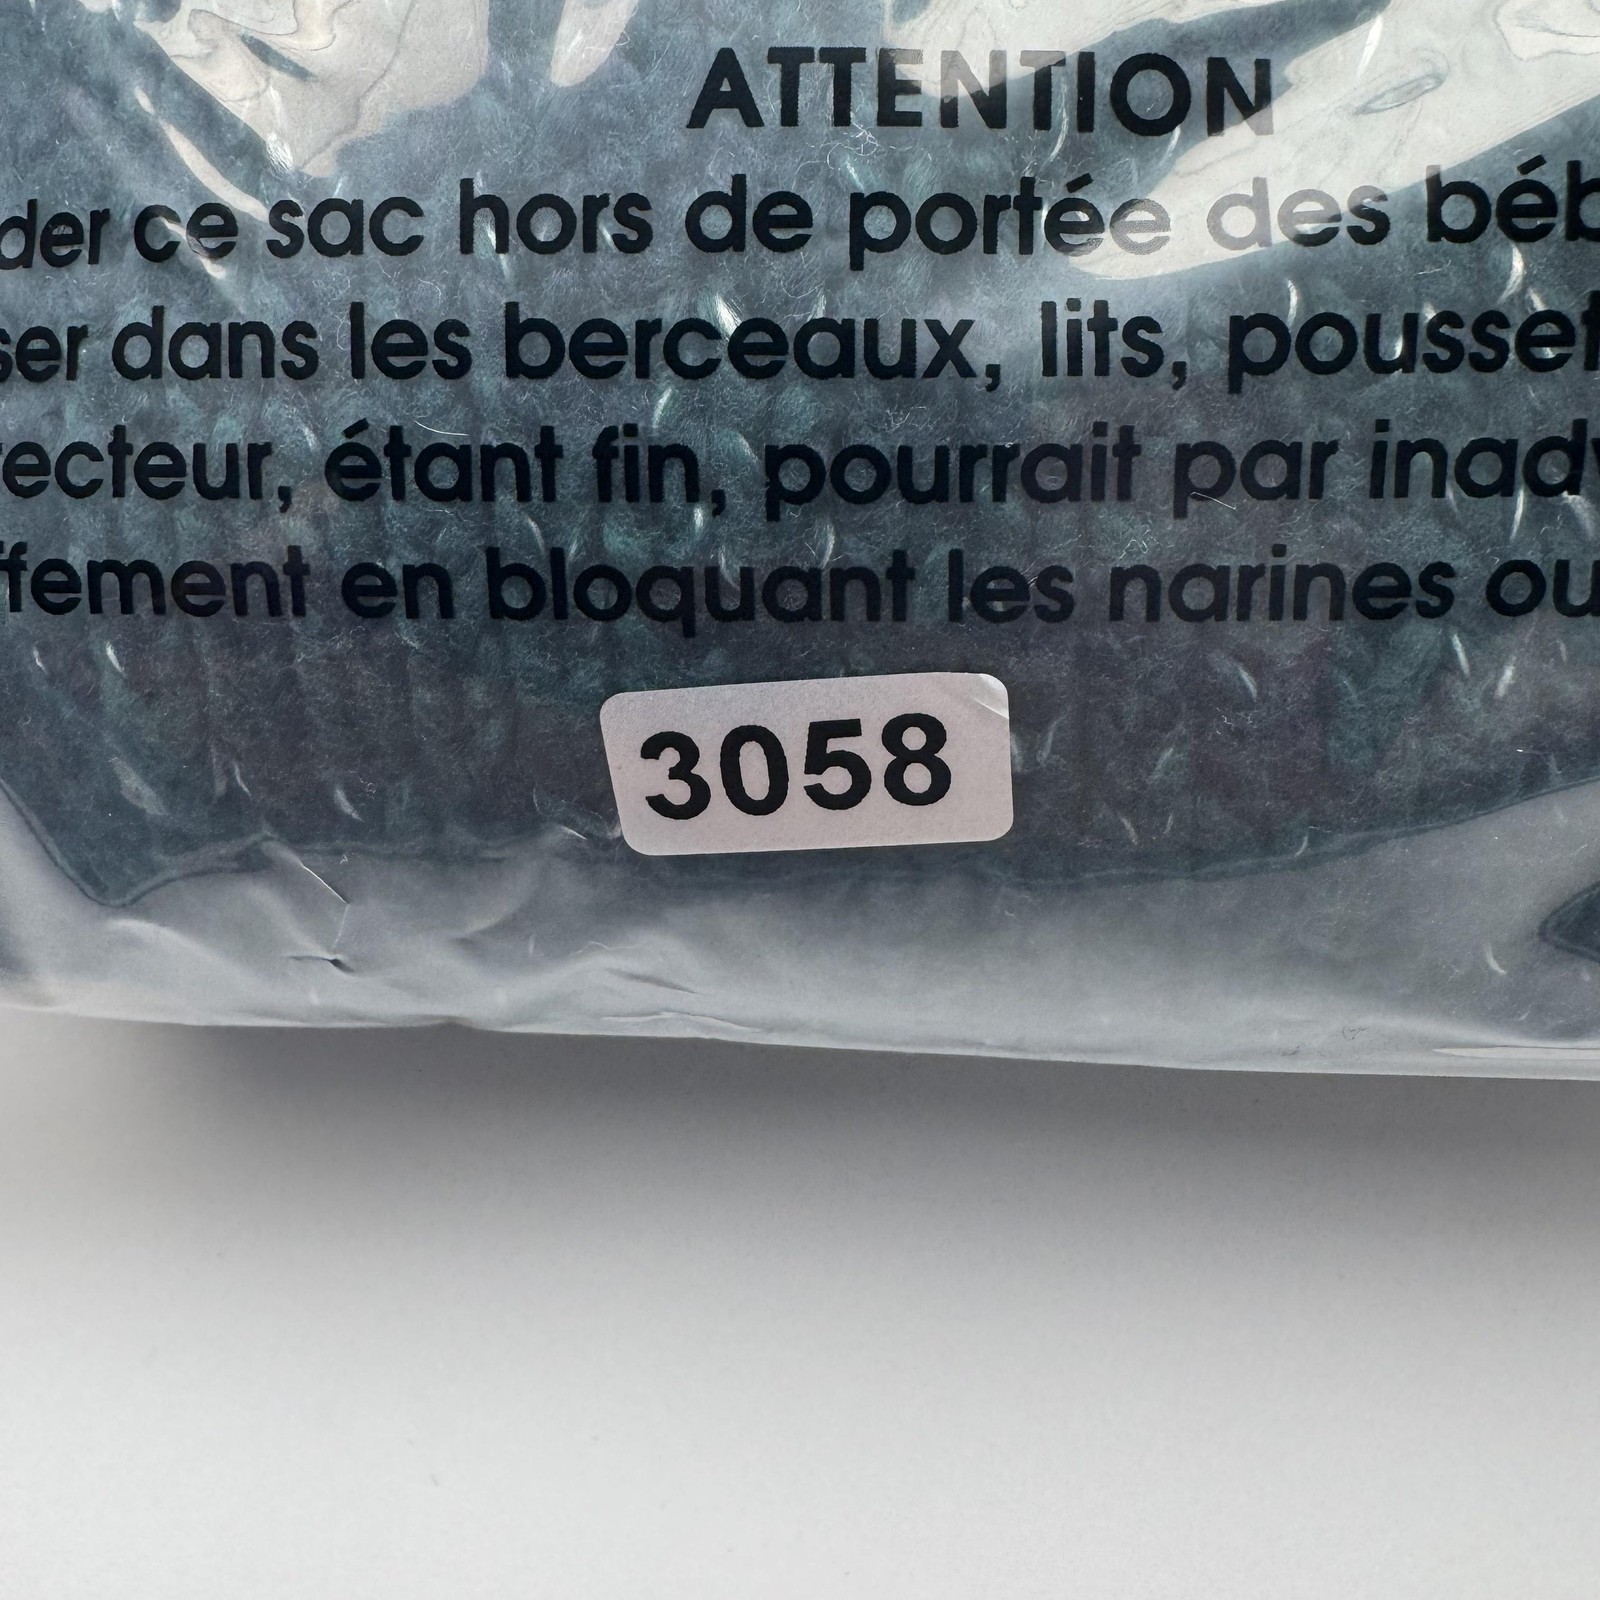 ATTENTION
der ce sac hors de portée des béb
ser dans les berceaux, lits, pousset
recteur, étant fin, pourrait par inadv
ffement en bloquant les narines ou
3058